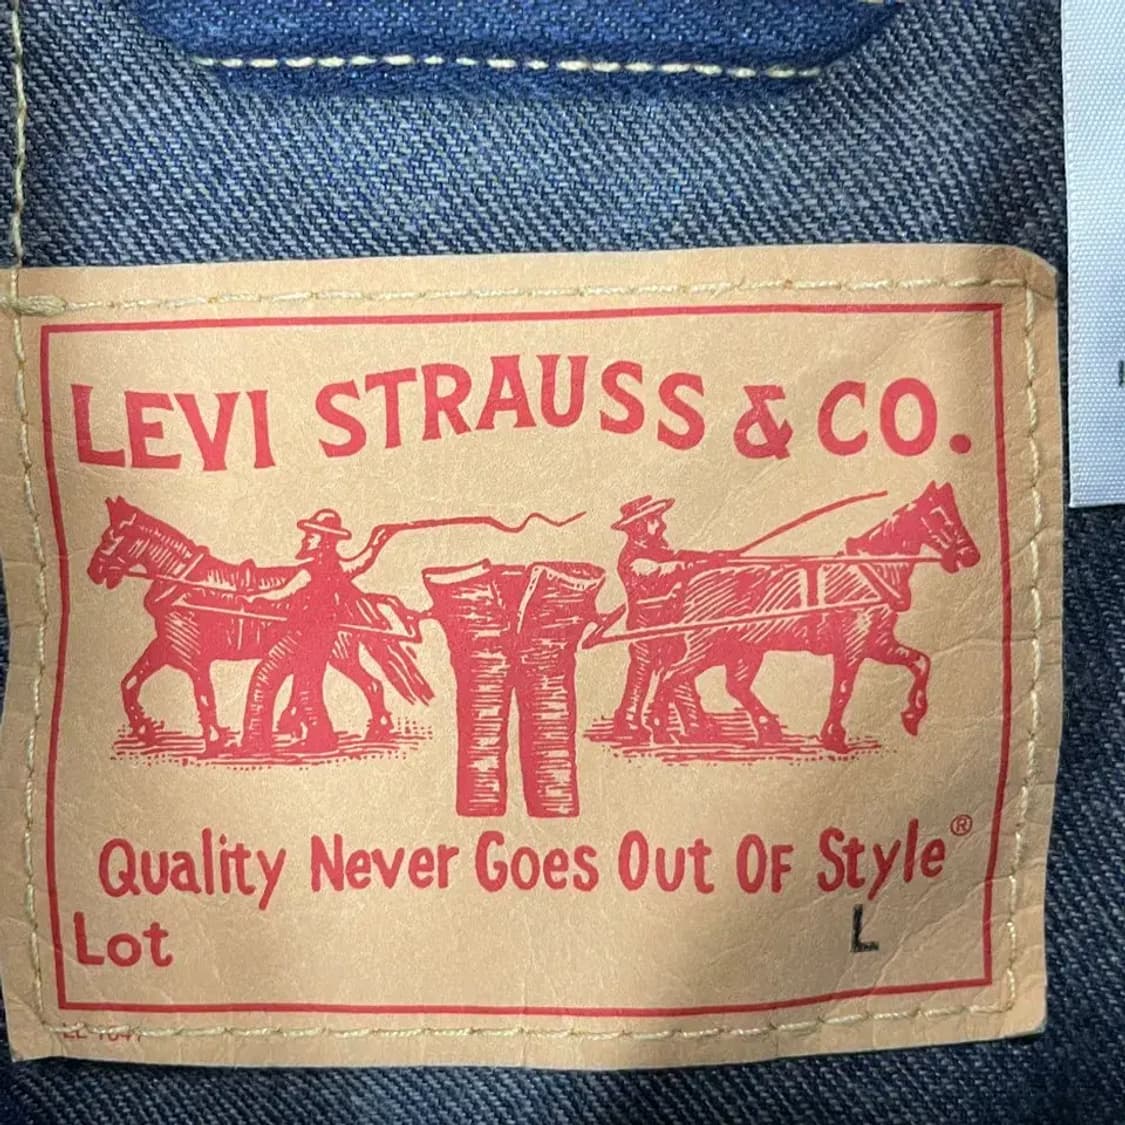 LEVI STRAUSS & CO.
Quality Never Goes Out OF Style®
Lot L